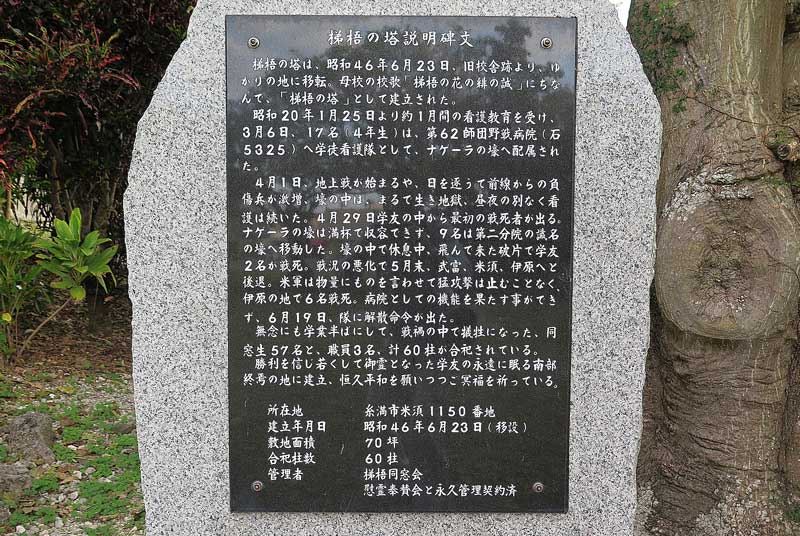 梯梧の塔説明碑文
梯梧の塔は、昭和46年6月23日、旧校舎跡より、ゆ
かりの地に移転。母校の校歌「梯梧の花の緋の誠」にちな
んで、「梯梧の塔」として建立された。
昭和20年1月25日より約1月間の看護教育を受け、
3月6日、17名(4年生)は、第62師団野戦病院(石
5325)へ学徒看護隊として、ナゲーラの壕へ配属され
た。
4月1日、地上戦が始まるや、日を逐うて前線からの負
傷兵が激増、壕の中は、まるで生き地獄、昼夜の別なく看
護は続いた。4月29日学友の中から最初の戦死者が出る。
ナゲーラの壕は満杯で収容できず、9名は第二分院の識名
の壕へ移動した。壕の中で休息中、飛んで来た破片で学友
2名が戦死。戦況の悪化で5月末、武富、米須、伊原へと
後退。米軍は物量にものを言わせて猛攻撃は止むことなく、
伊原の地で6名戦死。病院としての機能を果たす事ができ
ず、6月19日、隊に解散命令が出た。
無念にも学業半ばにして、戦禍の中で犠牲になった、同
窓生57名と、職員3名、計60柱が合祀されている。
勝利を信じ若くして御霊となった学友の永遠に眠る南部
終焉の地に建立、恒久平和を願いつつご冥福を祈っている。
所在地 糸満市米須1150番地
建立年月日 昭和46年6月23日(移設)
敷地面積 70坪
合祀柱数 60柱
管理者 梯梧同窓会
慰霊奉賛会と永久管理契約済